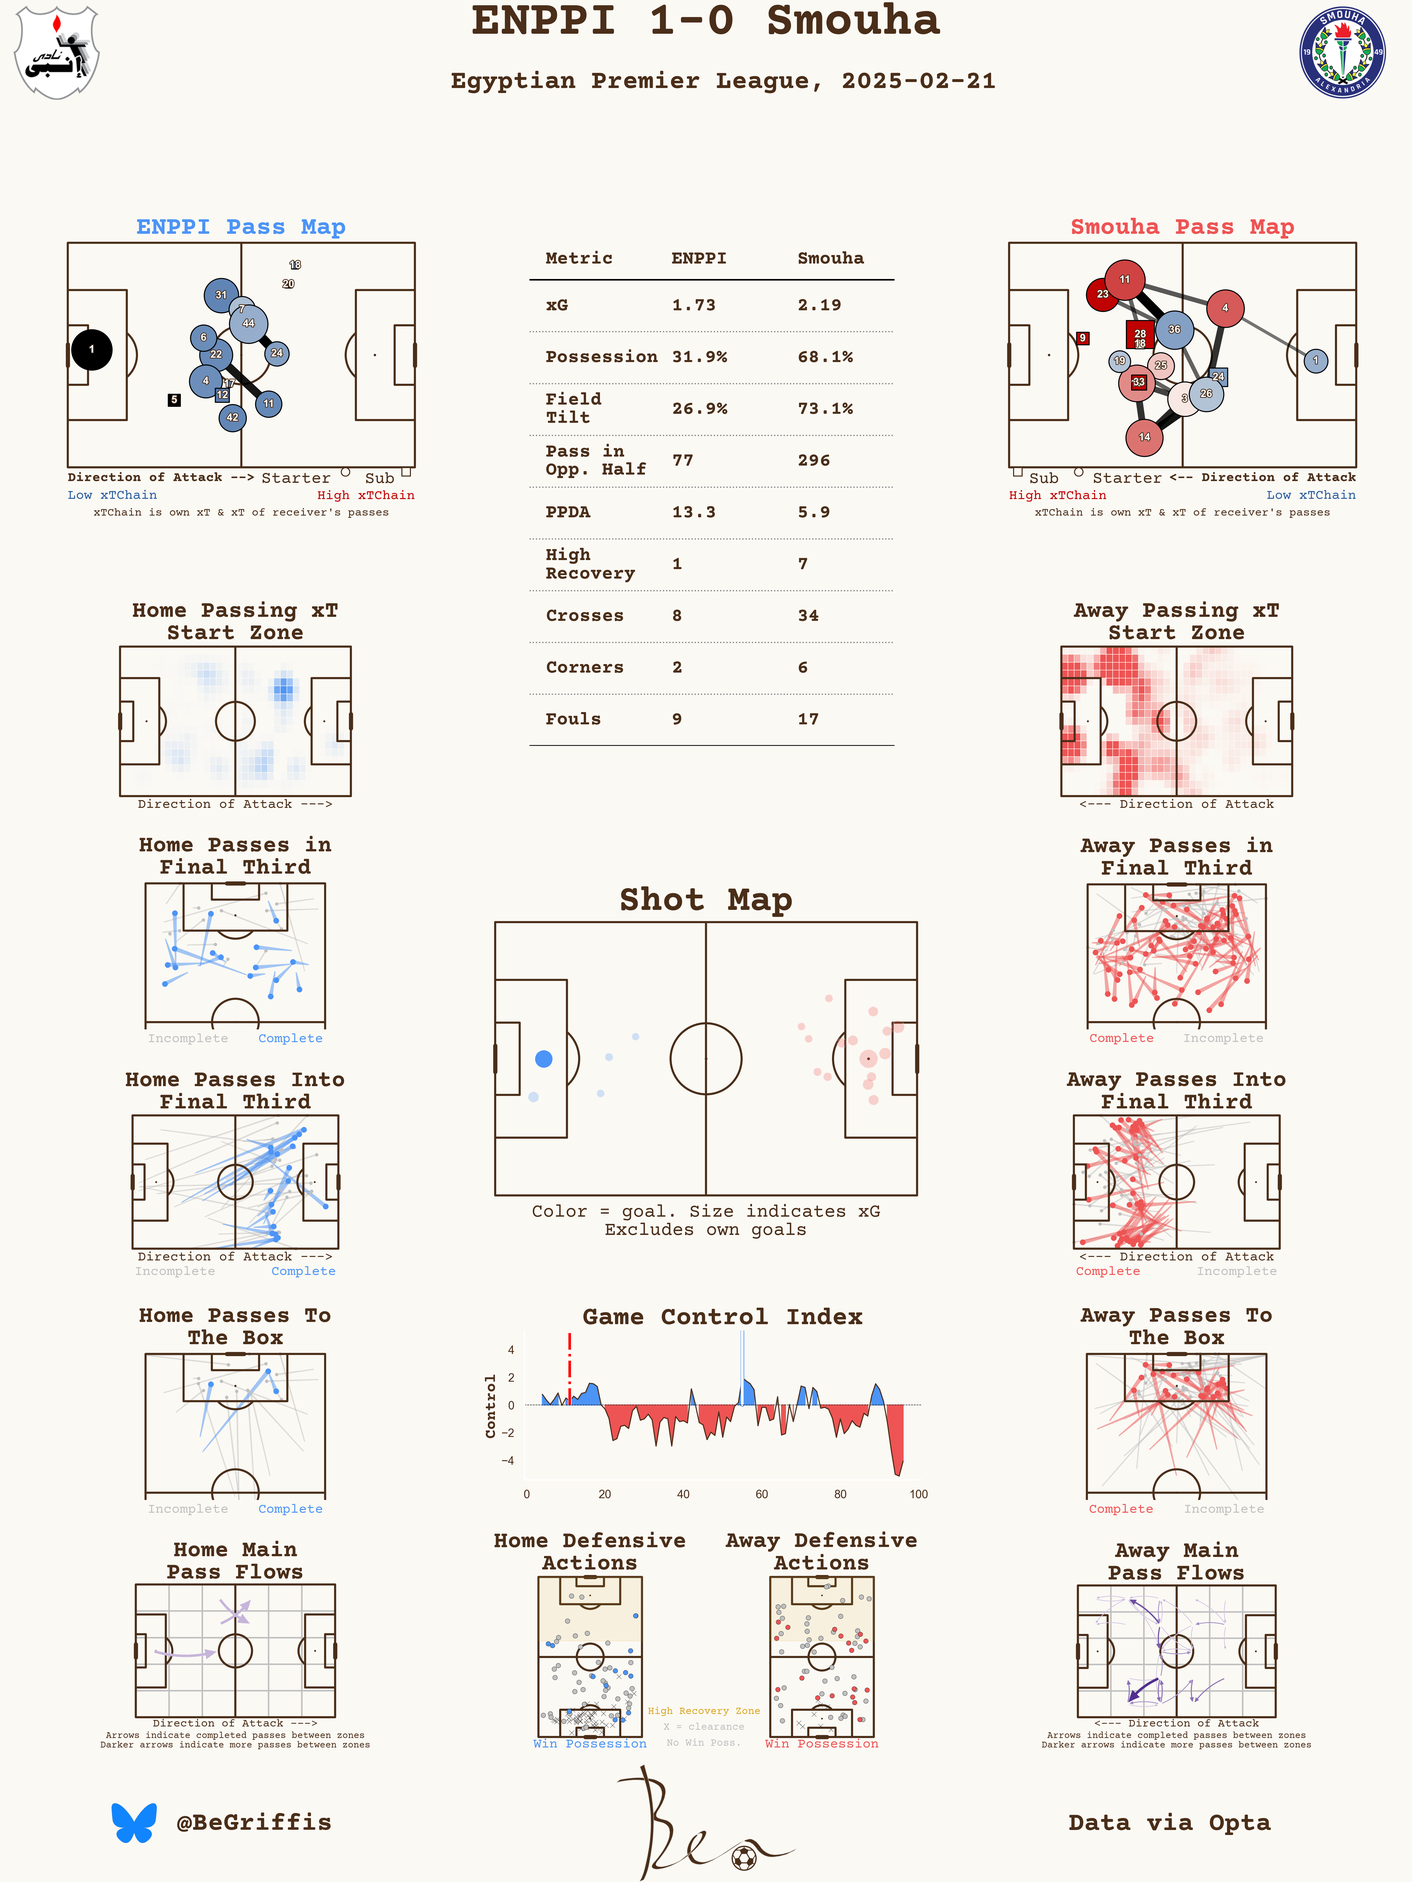 ENPPI 1-0 Smouha
Egyptian Premier League, 2025-02-21
نادي
إنبي
SMOUHA
19 49
ALEXANDRIA
ENPPI Pass Map
18
20
31
7
44
6
22
24
1
4
17
12
5
11
42
Direction of Attack --> Starter Sub
Low xTChain High xTChain
xTChain is own xT & xT of receiver's passes
Metric ENPPI Smouha
xG 1.73 2.19
Possession 31.9% 68.1%
Field
Tilt 26.9% 73.1%
Pass in
Opp. Half 77 296
PPDA 13.3 5.9
High
Recovery 1 7
Crosses 8 34
Corners 2 6
Fouls 9 17
Smouha Pass Map
11
23
4
36
28
18
9
19
25
1
24
33
26
3
14
Sub Starter <-- Direction of Attack
High xTChain Low xTChain
xTChain is own xT & xT of receiver's passes
Home Passing xT
Start Zone
Direction of Attack --->
Away Passing xT
Start Zone
<--- Direction of Attack
Home Passes in
Final Third
Incomplete Complete
Away Passes in
Final Third
Complete Incomplete
Shot Map
Color = goal. Size indicates xG
Excludes own goals
Home Passes Into
Final Third
Direction of Attack --->
Incomplete Complete
Away Passes Into
Final Third
<--- Direction of Attack
Complete Incomplete
Home Passes To
The Box
Incomplete Complete
Game Control Index
Control
4
2
0
−2
−4
0 20 40 60 80 100
Away Passes To
The Box
Complete Incomplete
Home Main
Pass Flows
Direction of Attack --->
Arrows indicate completed passes between zones
Darker arrows indicate more passes between zones
Home Defensive
Actions
Win Possession
Away Defensive
Actions
Win Possession
High Recovery Zone
X = clearance
No Win Poss.
Away Main
Pass Flows
<--- Direction of Attack
Arrows indicate completed passes between zones
Darker arrows indicate more passes between zones
@BeGriffis
Ben
Data via Opta